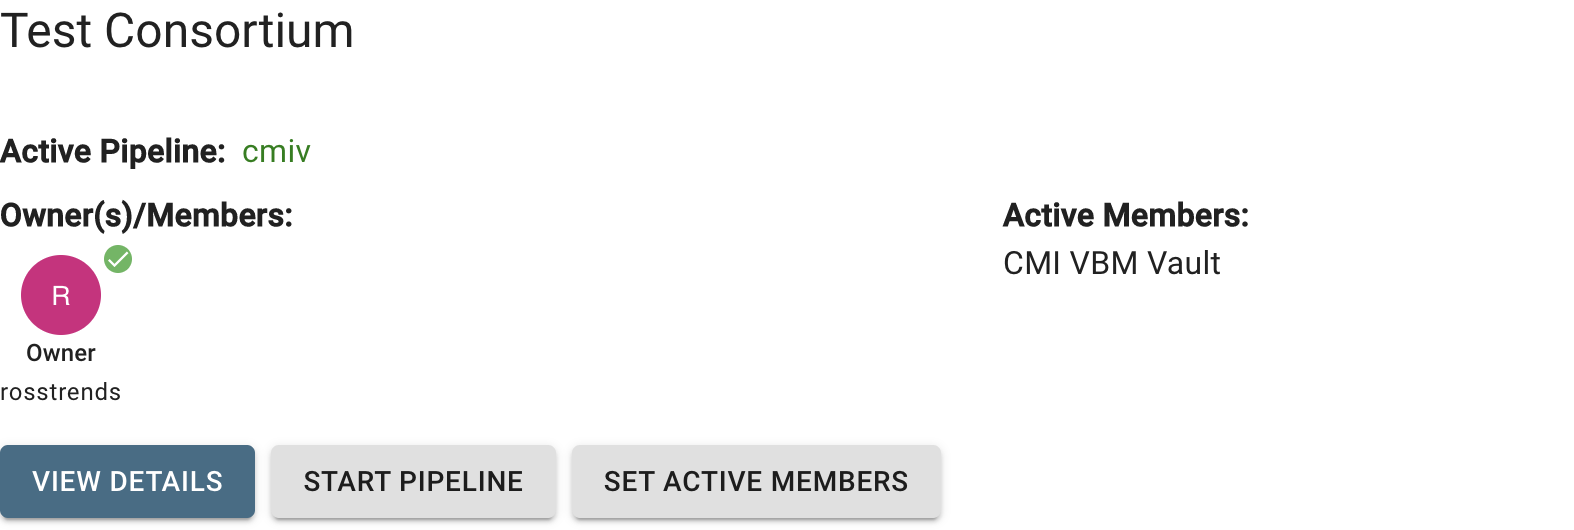 Test Consortium
Active Pipeline: cmiv
Owner(s)/Members:
R
Owner
rosstrends
Active Members:
CMI VBM Vault
VIEW DETAILS
START PIPELINE
SET ACTIVE MEMBERS